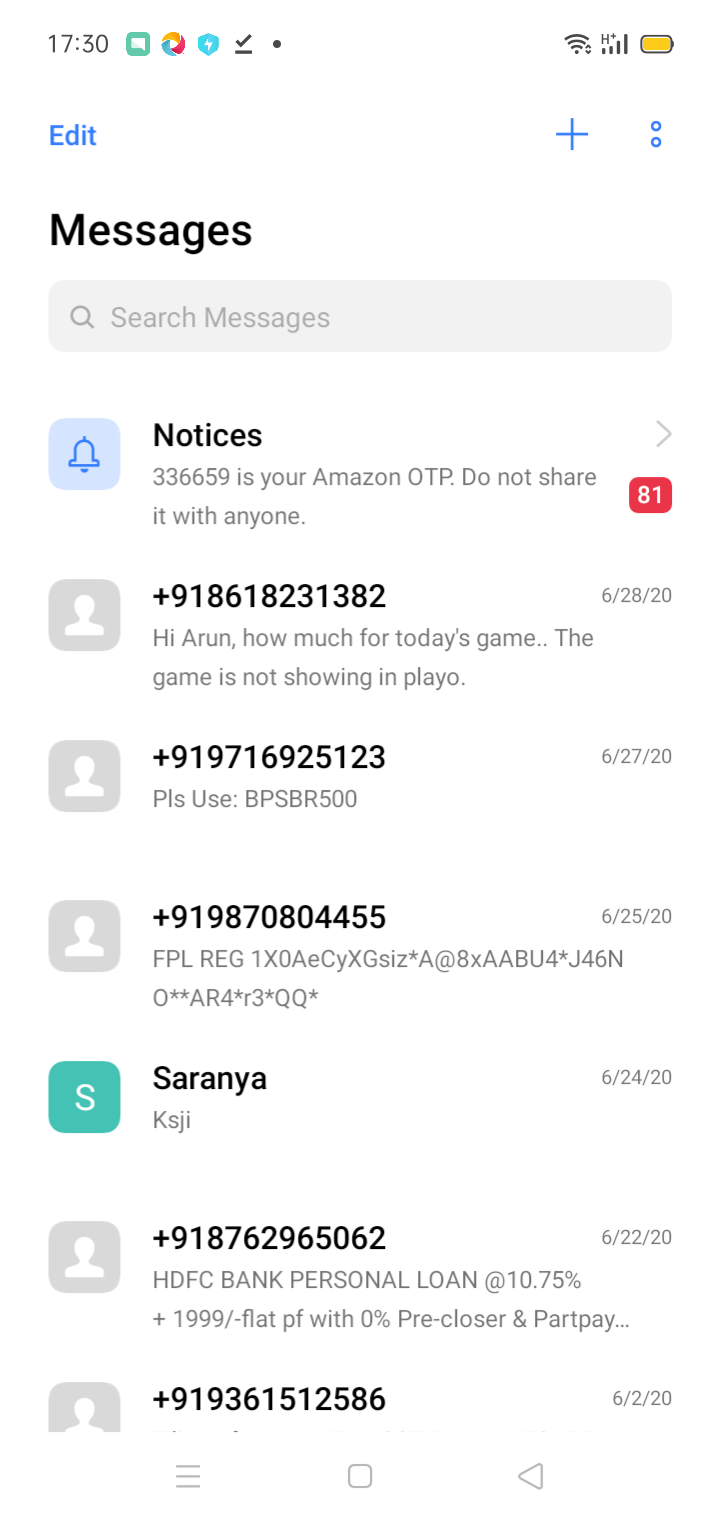 17:30
Edit
Messages
Search Messages
Notices
336659 is your Amazon OTP. Do not share
it with anyone.
81
+918618231382
6/28/20
Hi Arun, how much for today's game.. The
game is not showing in playo.
+919716925123
6/27/20
Pls Use: BPSBR500
+919870804455
6/25/20
FPL REG 1X0AeCyXGsiz*A@8xAABU4*J46N
O**AR4*r3*QQ*
S
Saranya
6/24/20
Ksji
+918762965062
6/22/20
HDFC BANK PERSONAL LOAN @10.75%
+ 1999/-flat pf with 0% Pre-closer & Partpay...
+919361512586
6/2/20